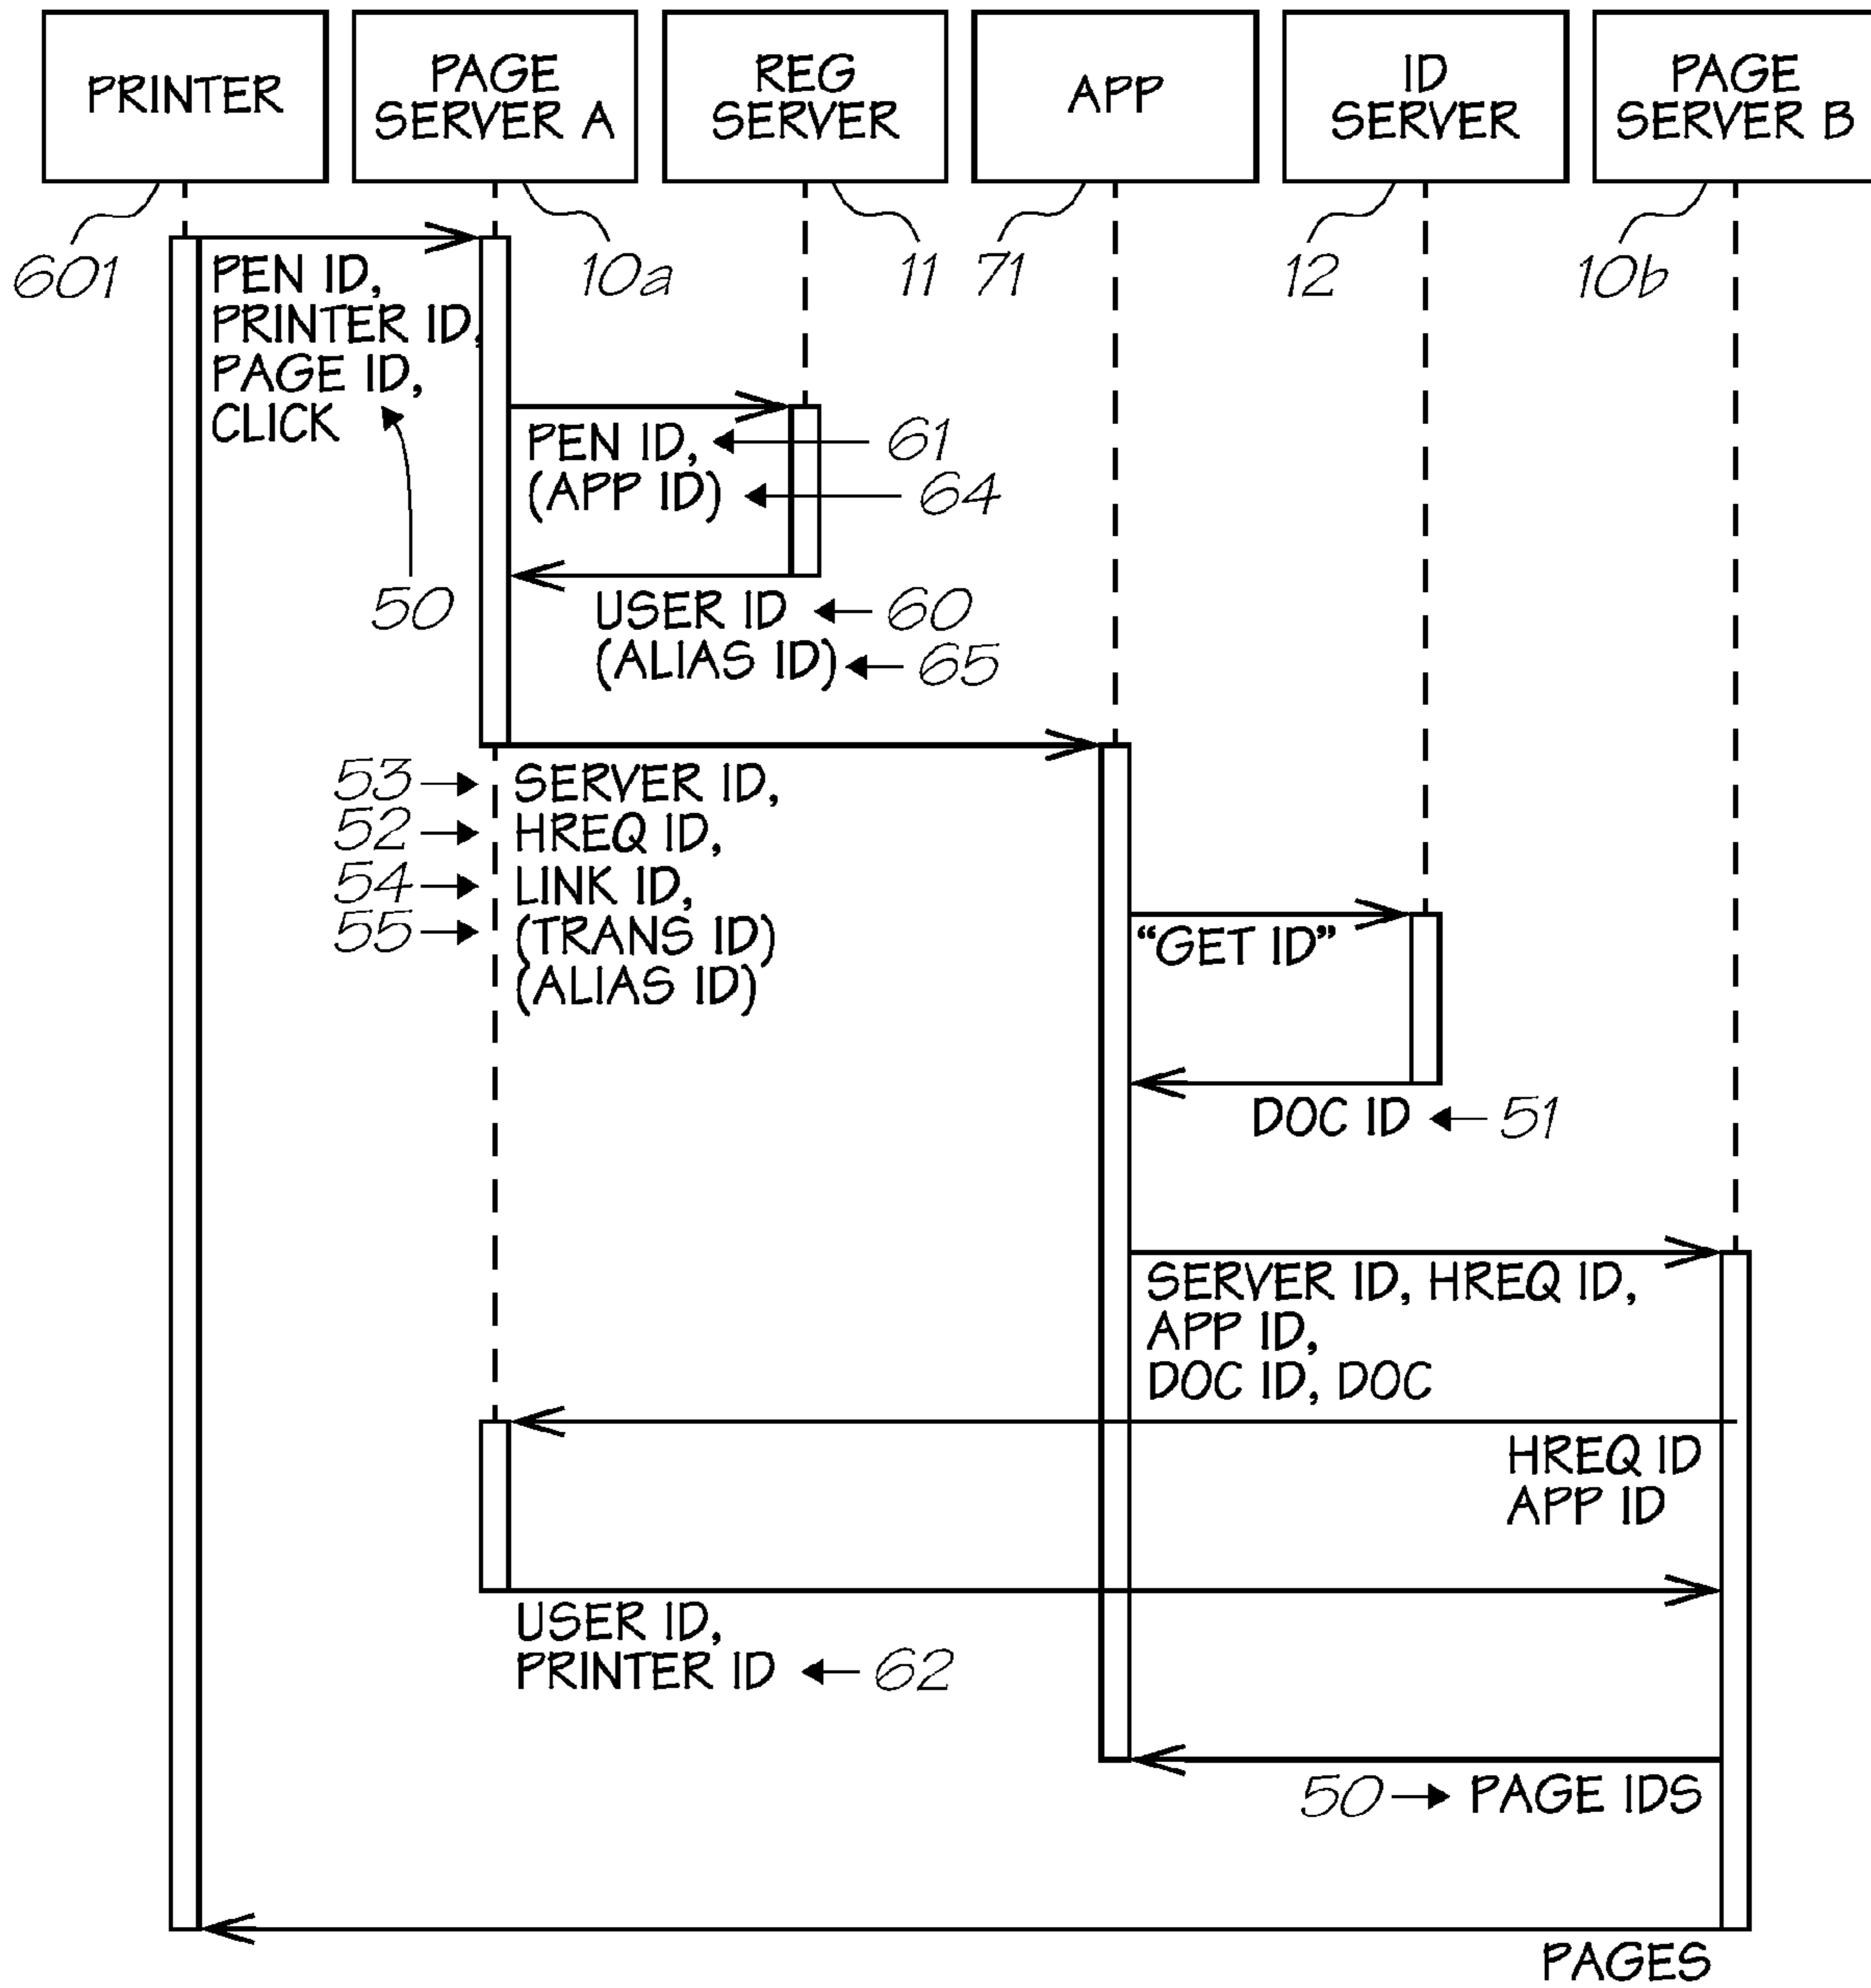 PRINTER
PAGE
SERVER A
REG
SERVER
APP
ID
SERVER
PAGE
SERVER B
601
10a
11
71
12
10b
PEN ID,
PRINTER ID,
PAGE ID,
CLICK
50
PEN ID,
(APP ID)
61
64
USER ID
(ALIAS ID)
60
65
53
52
54
55
SERVER ID,
HREQ ID,
LINK ID,
(TRANS ID)
(ALIAS ID)
“GET ID”
DOC ID
51
SERVER ID, HREQ ID,
APP ID,
DOC ID, DOC
HREQ ID
APP ID
USER ID,
PRINTER ID
62
50
PAGE IDS
PAGES